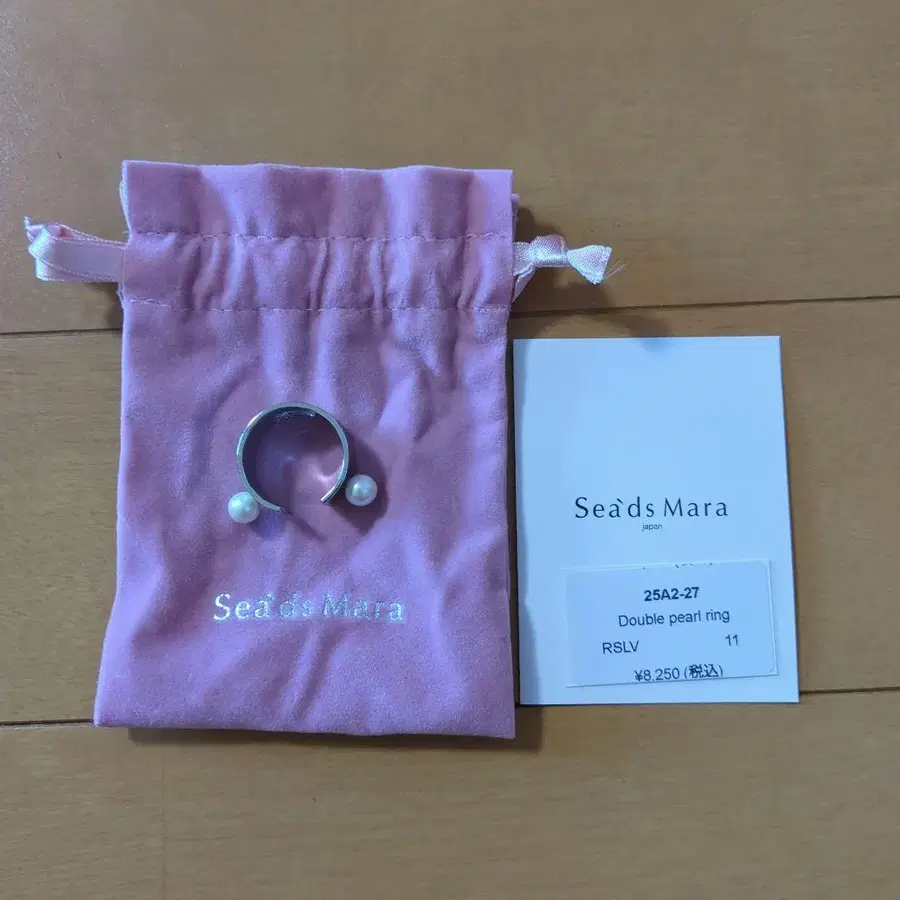 Sea`ds Mara
Sea`ds Mara
japan
25A2-27
Double pearl ring
RSLV 11
¥8,250 (税込)